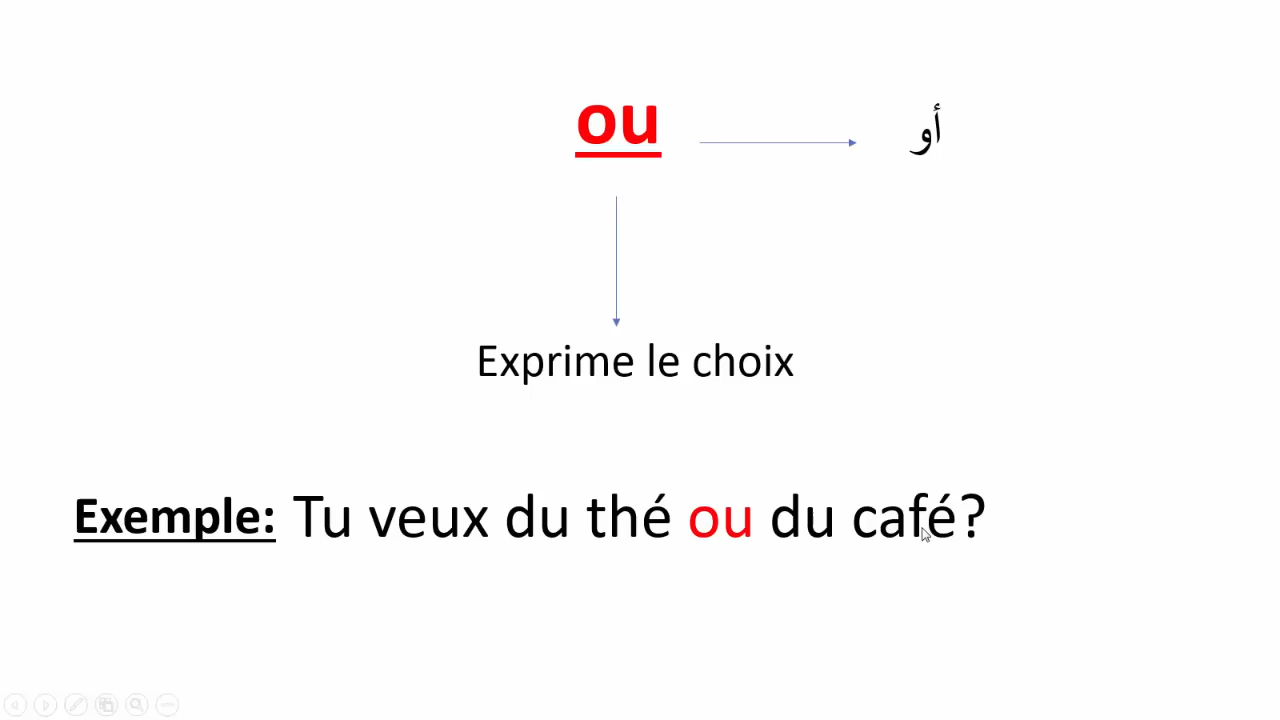 ou أو
Exprime le choix
Exemple: Tu veux du thé ou du café?